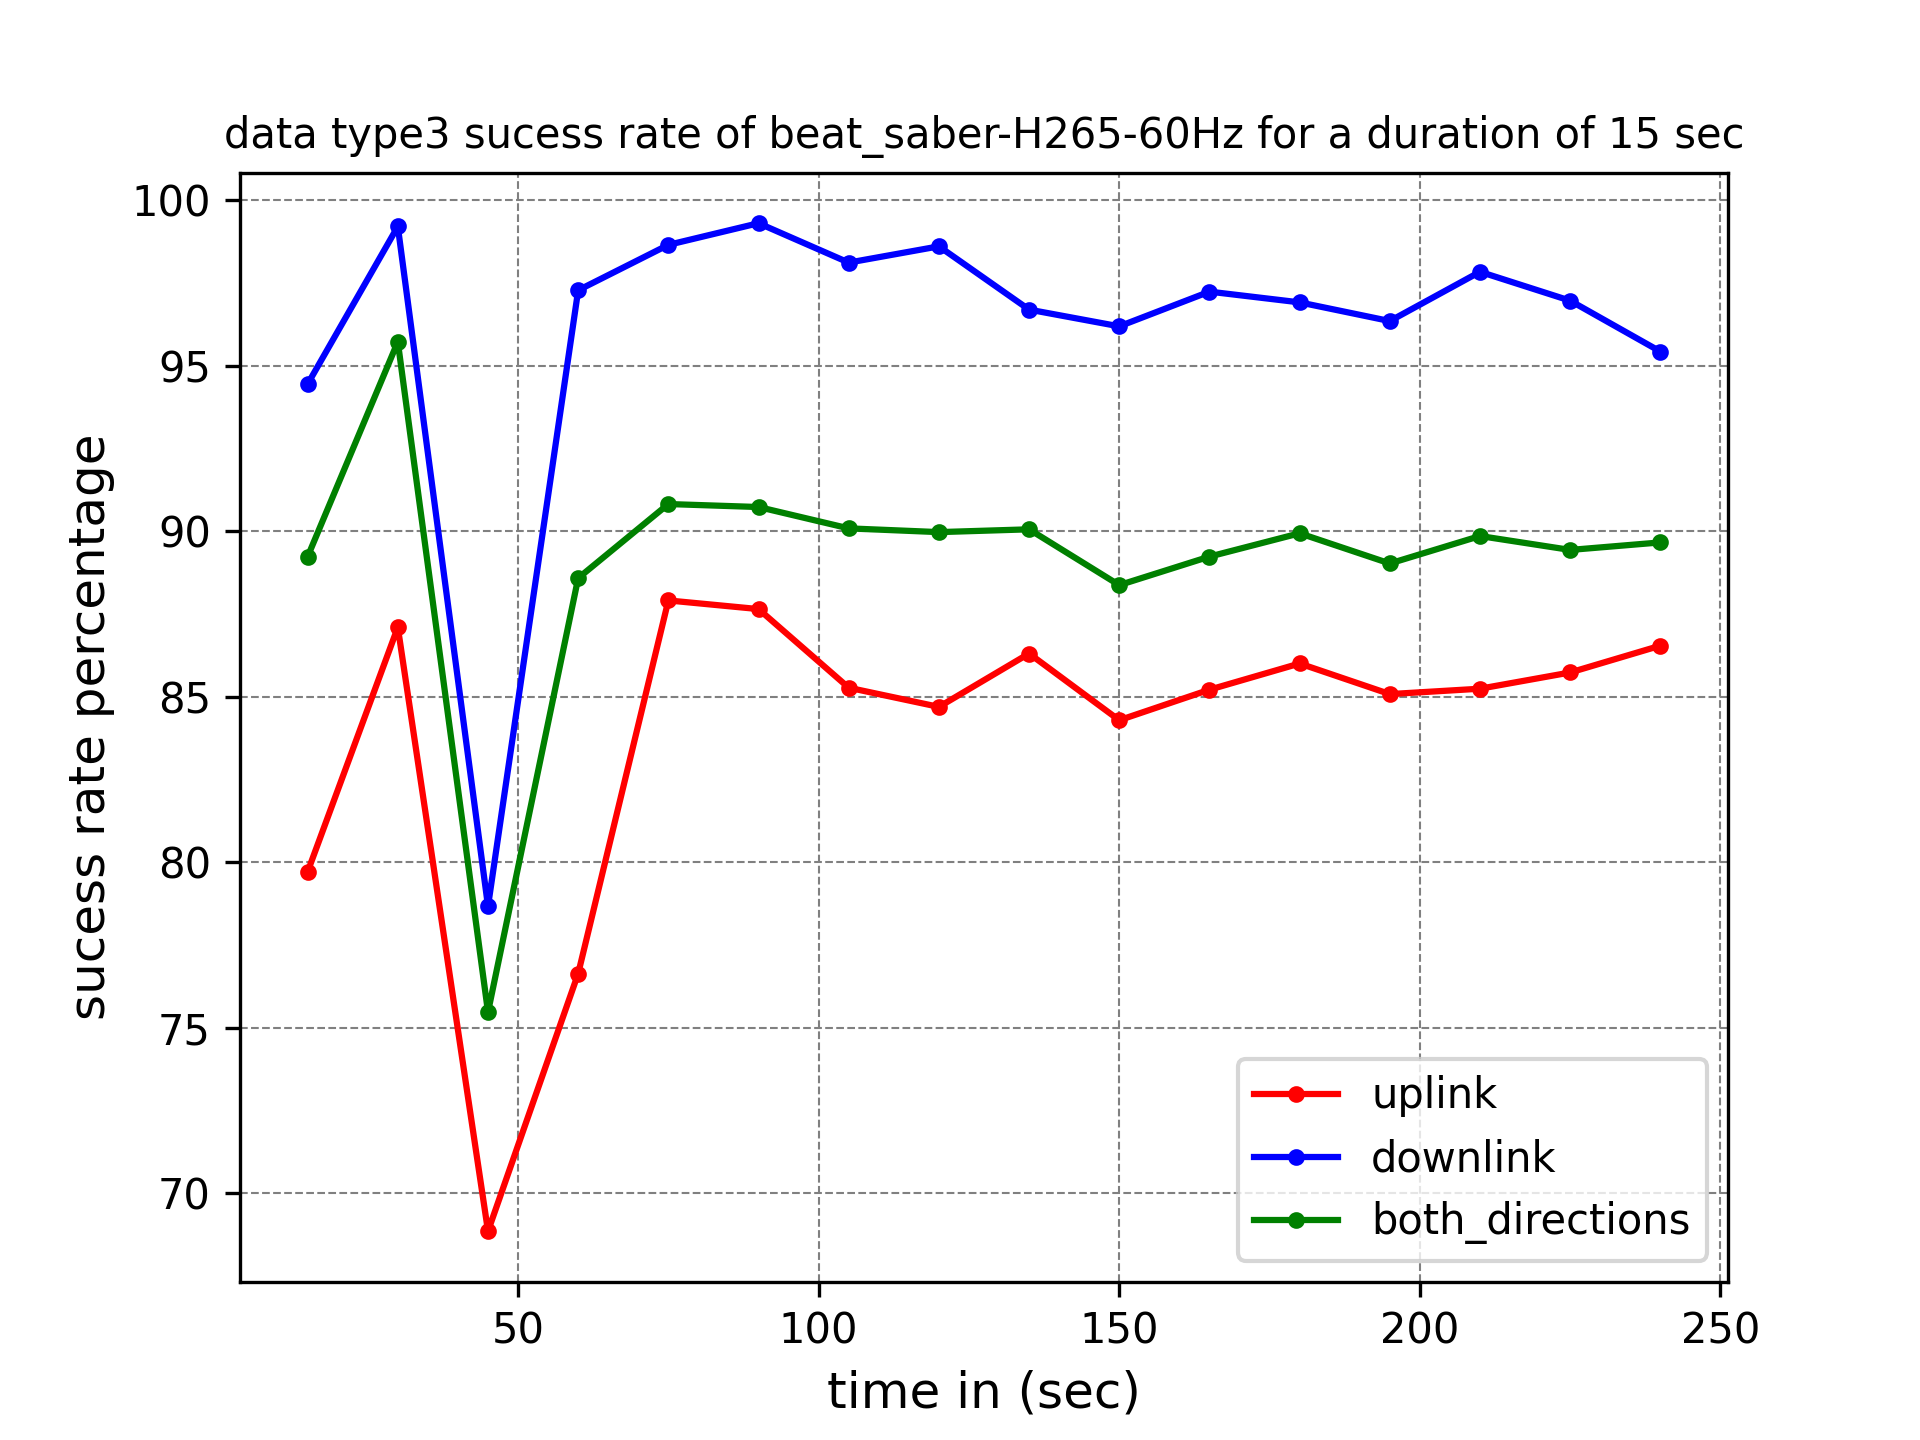 data type3 sucess rate of beat_saber-H265-60Hz for a duration of 15 sec
sucess rate percentage
100
95
90
85
80
75
70
uplink
downlink
both_directions
50 100 150 200 250
time in (sec)